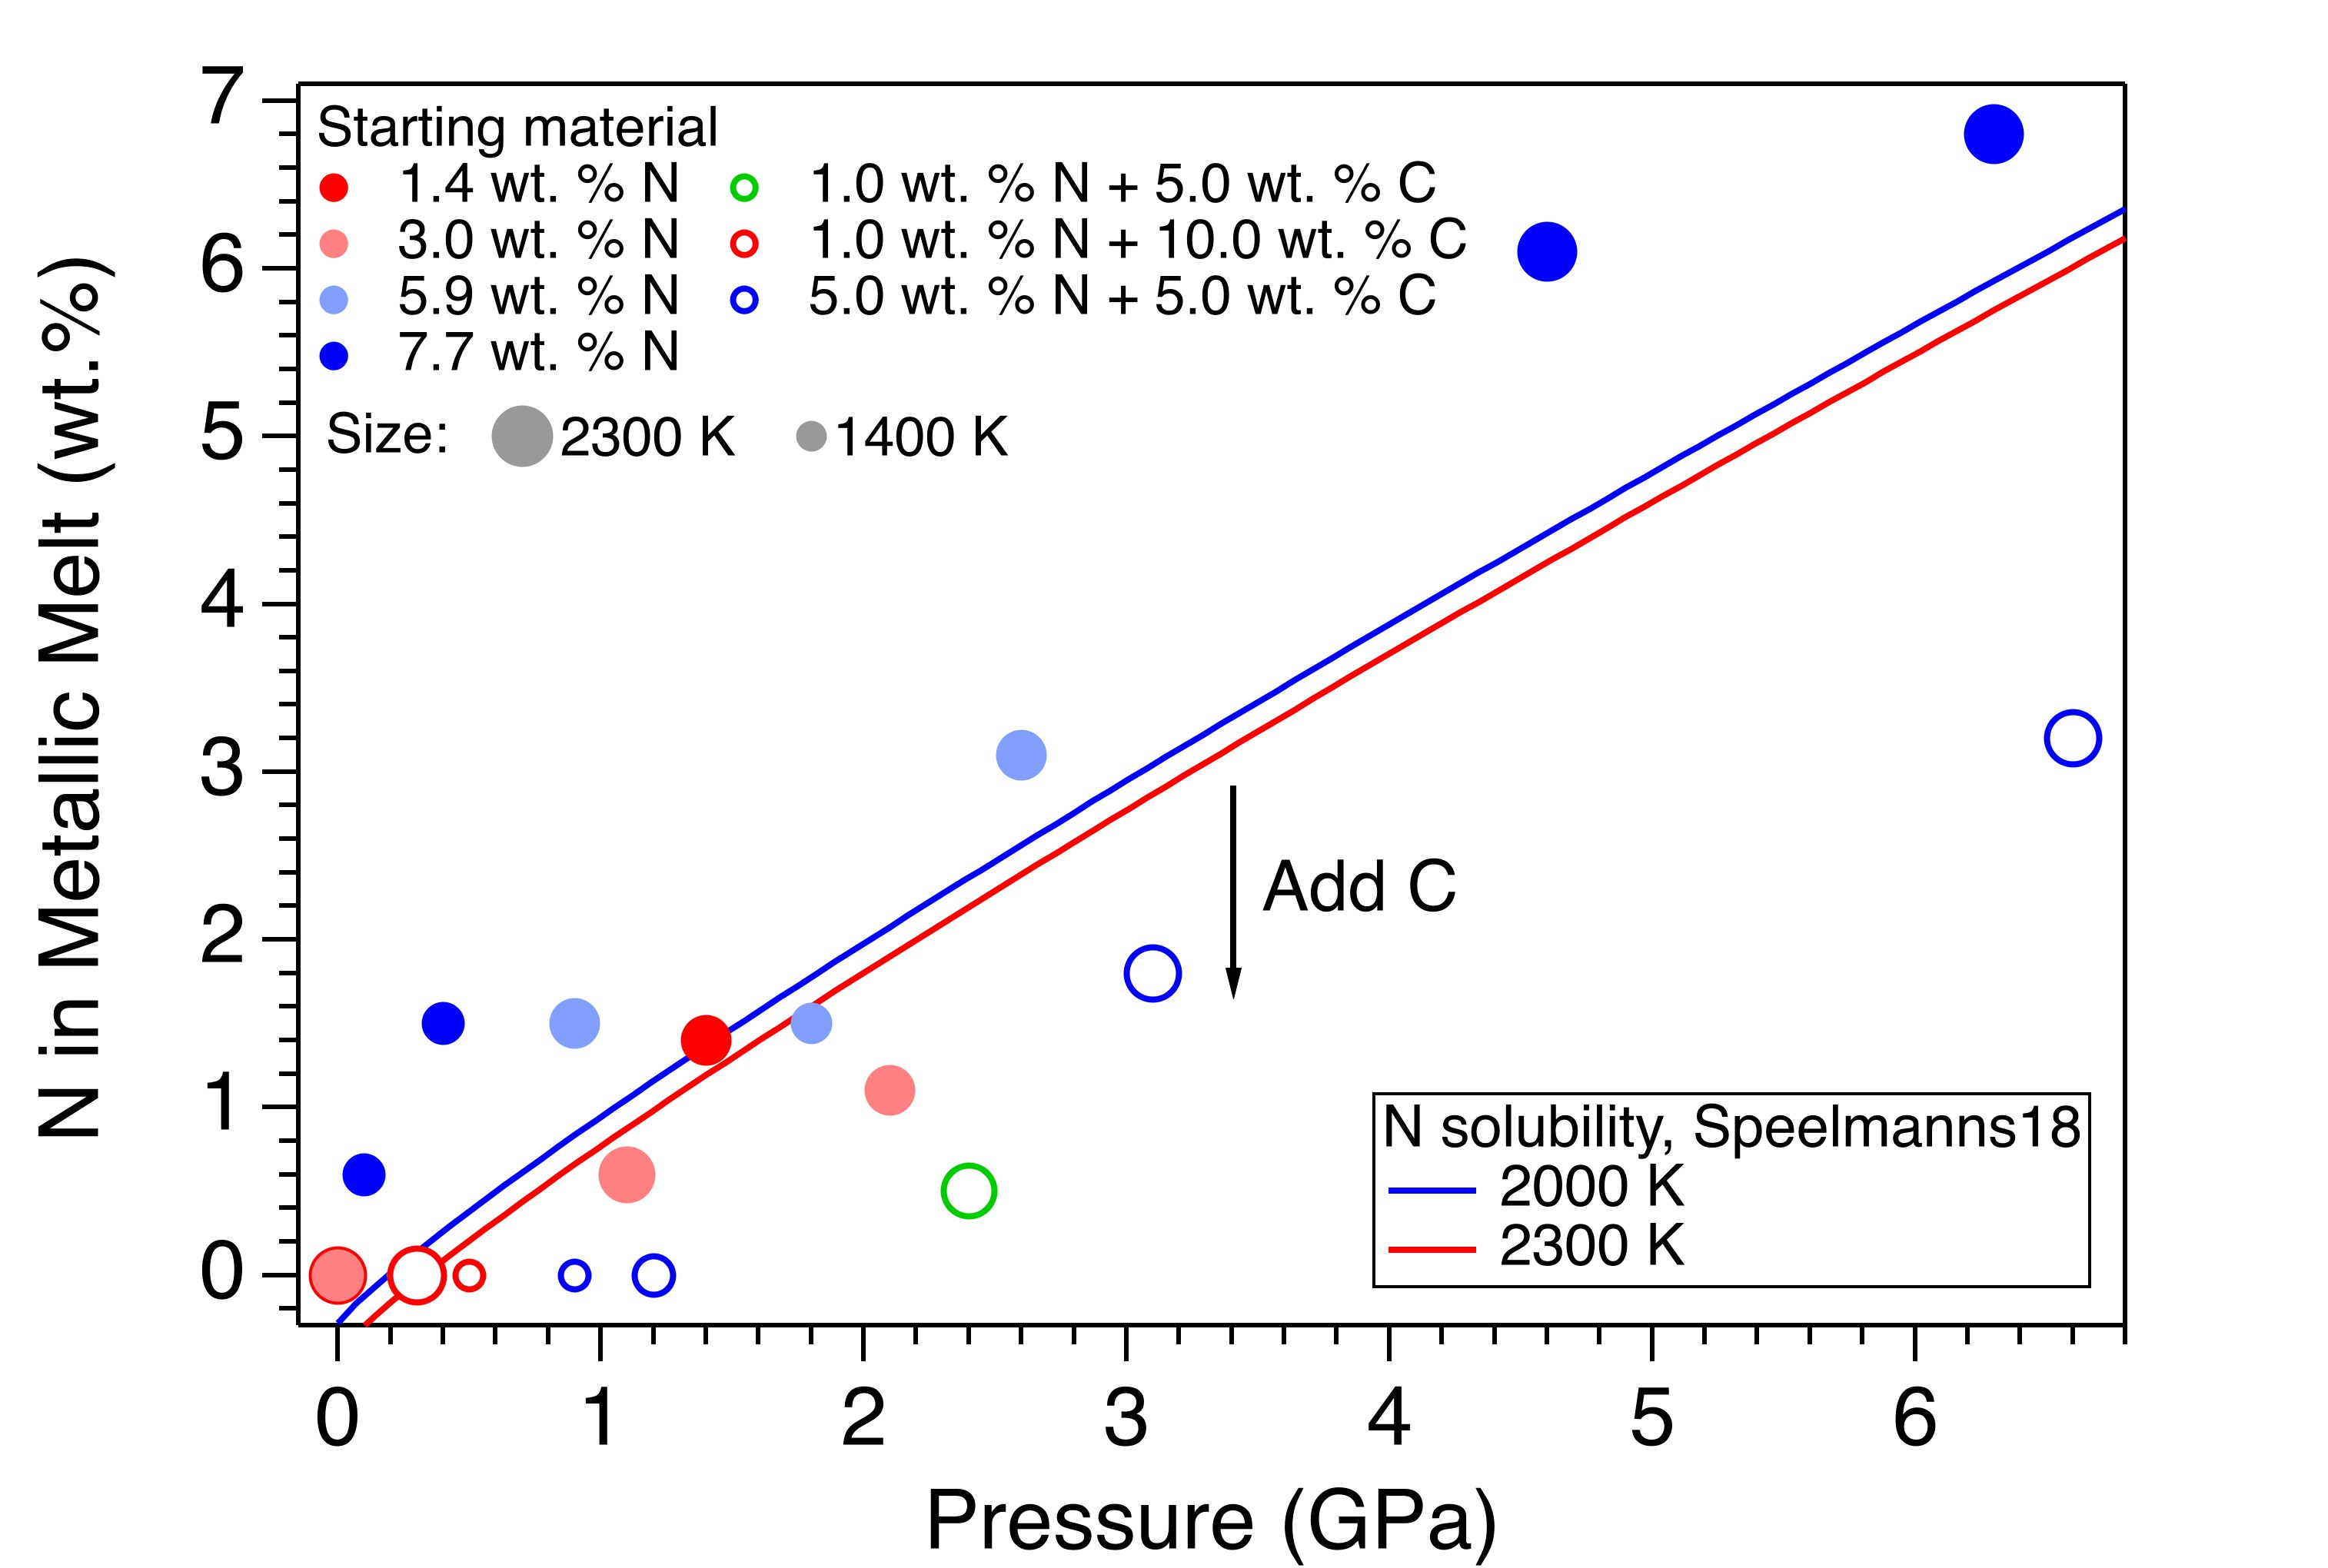 7
6
5
4
3
2
1
0
N in Metallic Melt (wt.%)
Starting material
1.4 wt. % N
3.0 wt. % N
5.9 wt. % N
7.7 wt. % N
1.0 wt. % N + 5.0 wt. % C
1.0 wt. % N + 10.0 wt. % C
5.0 wt. % N + 5.0 wt. % C
Size: 2300 K 1400 K
Add C
N solubility, Speelmanns18
2000 K
2300 K
0 1 2 3 4 5 6
Pressure (GPa)